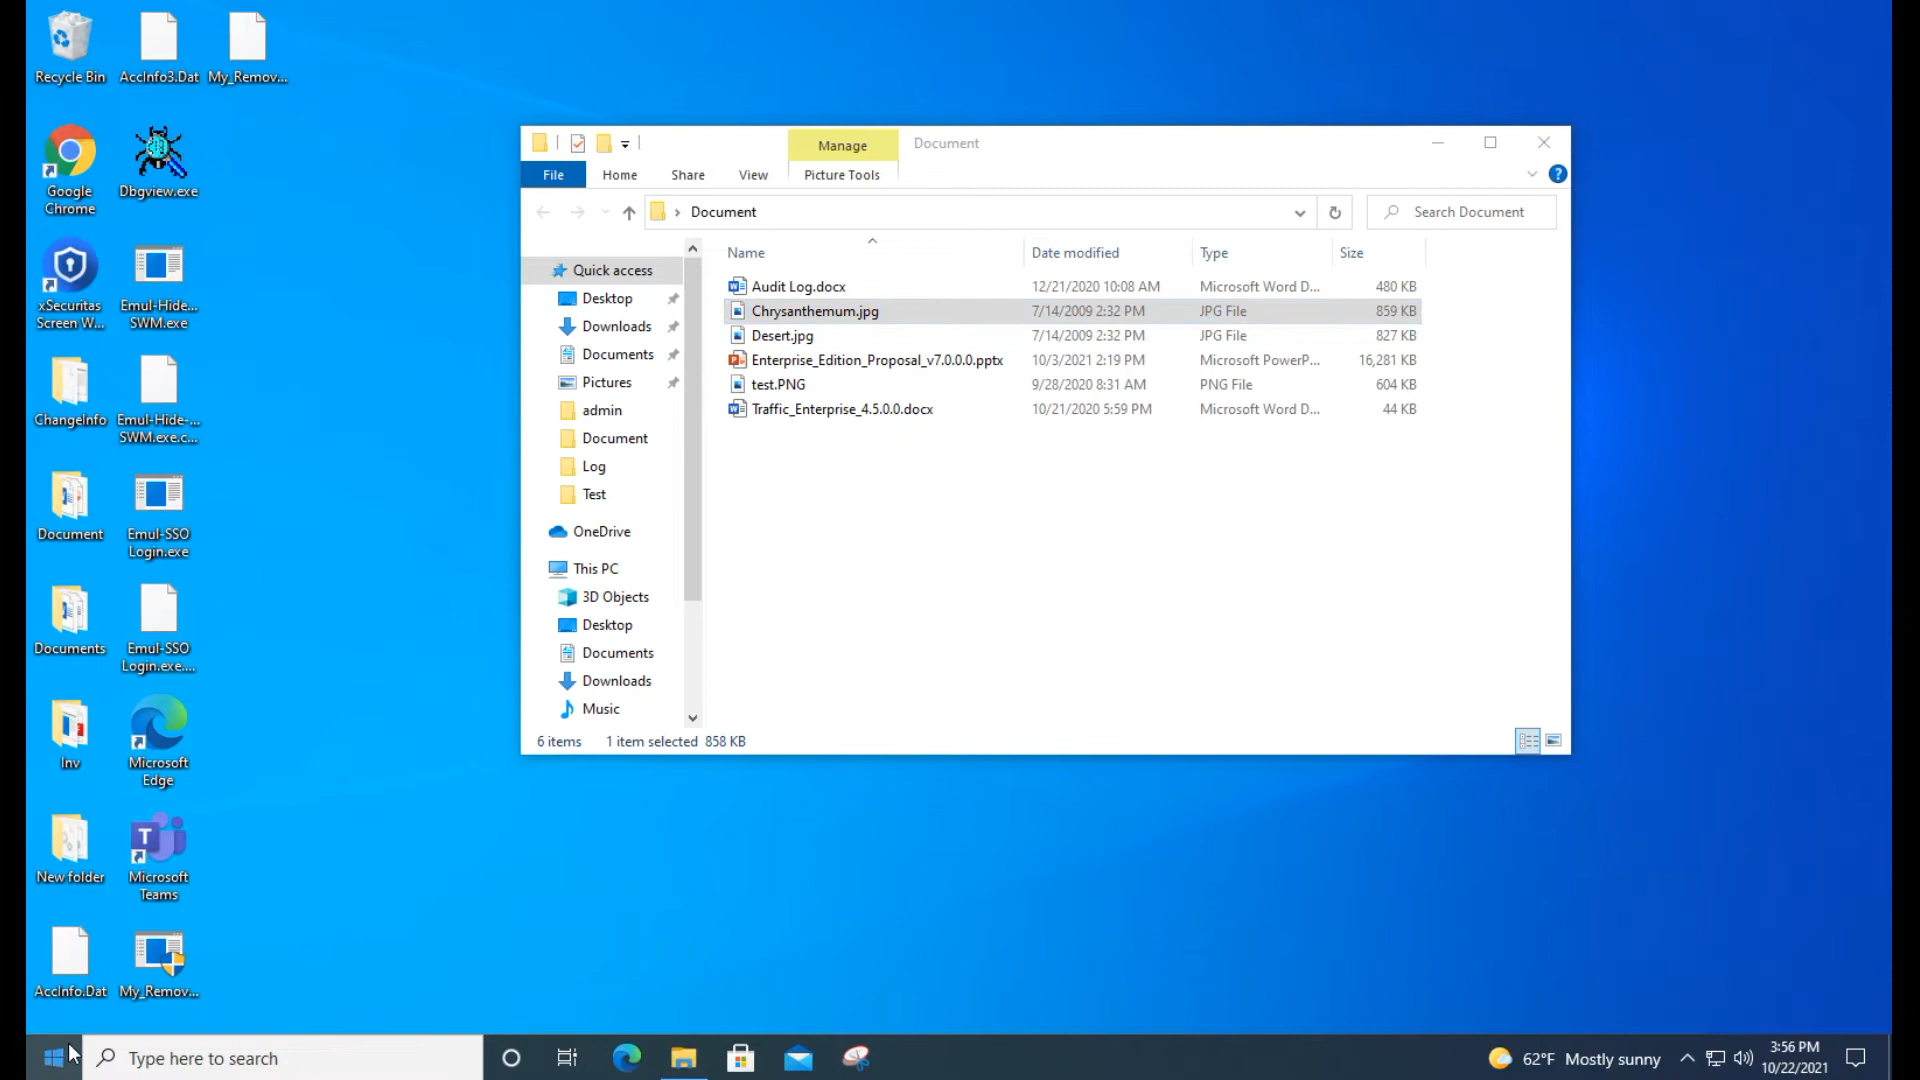 Recycle Bin
AccInfo3.Dat
My_Remov...
Google
Chrome
Dbgview.exe
xSecuritas
Screen W...
Emul-Hide...
SWM.exe
ChangeInfo
Emul-Hide-...
SWM.exe.c...
Document
Emul-SSO
Login.exe
Documents
Emul-SSO
Login.exe....
Inv
Microsoft
Edge
New folder
T
Microsoft
Teams
AccInfo.Dat
My_Remov...
Manage
Document
File
Home
Share
View
Picture Tools
?
Document
Search Document
Quick access
Desktop
Downloads
Documents
Pictures
admin
Document
Log
Test
OneDrive
This PC
3D Objects
Desktop
Documents
Downloads
Music
Name Date modified Type Size
Audit Log.docx 12/21/2020 10:08 AM Microsoft Word D... 480 KB
Chrysanthemum.jpg 7/14/2009 2:32 PM JPG File 859 KB
Desert.jpg 7/14/2009 2:32 PM JPG File 827 KB
Enterprise_Edition_Proposal_v7.0.0.0.pptx 10/3/2021 2:19 PM Microsoft PowerP... 16,281 KB
test.PNG 9/28/2020 8:31 AM PNG File 604 KB
Traffic_Enterprise_4.5.0.0.docx 10/21/2020 5:59 PM Microsoft Word D... 44 KB
6 items 1 item selected 858 KB
Type here to search
62°F Mostly sunny
3:56 PM
10/22/2021